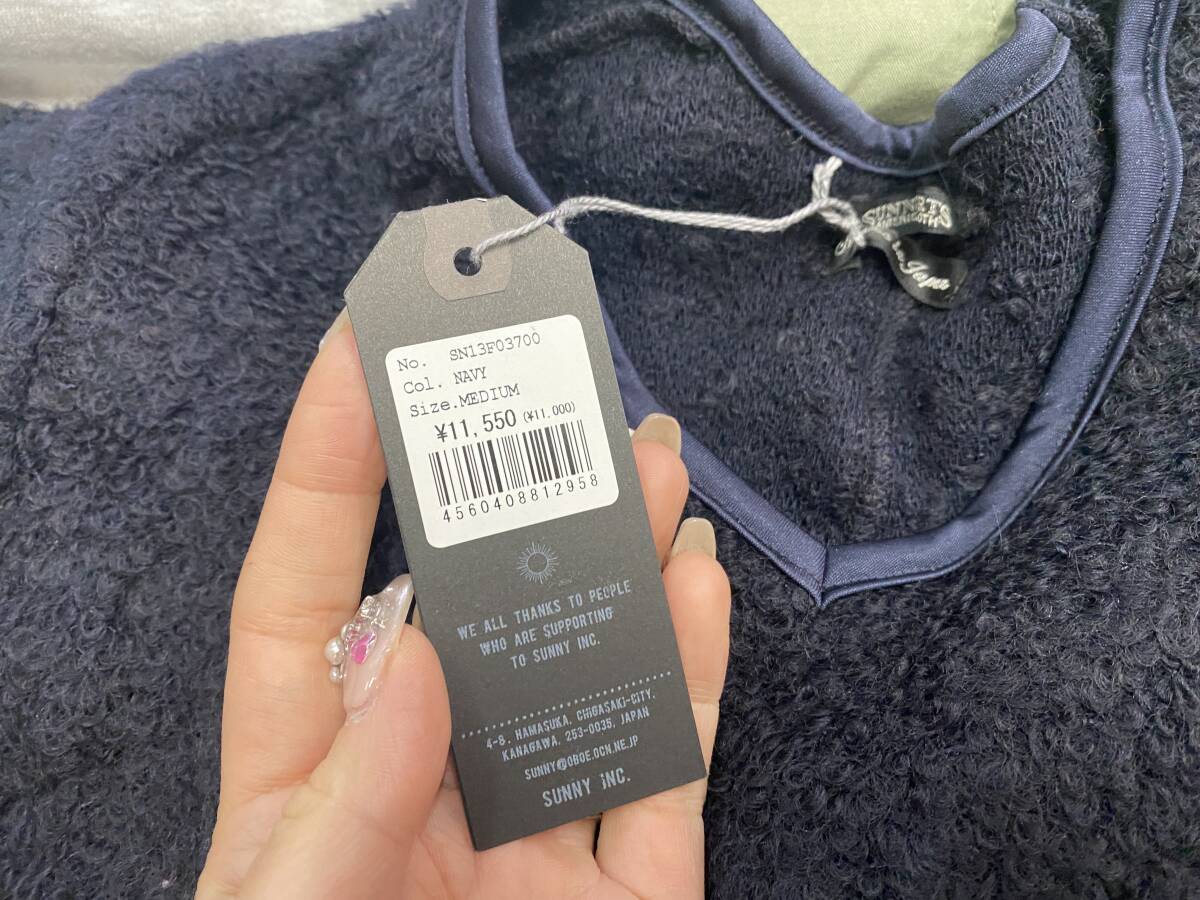 No. SN13F03700
Col. NAVY
Size.MEDIUM
¥11,550 (¥11,000)
4560408812958
WE ALL THANKS TO PEOPLE
WHO ARE SUPPORTING
TO SUNNY INC.
4-8, HAMASUKA, CHIGASAKI-CITY,
KANAGAWA, 253-0035, JAPAN
SUNNY@OBOE.OCN.NE.JP
SUNNY INC.